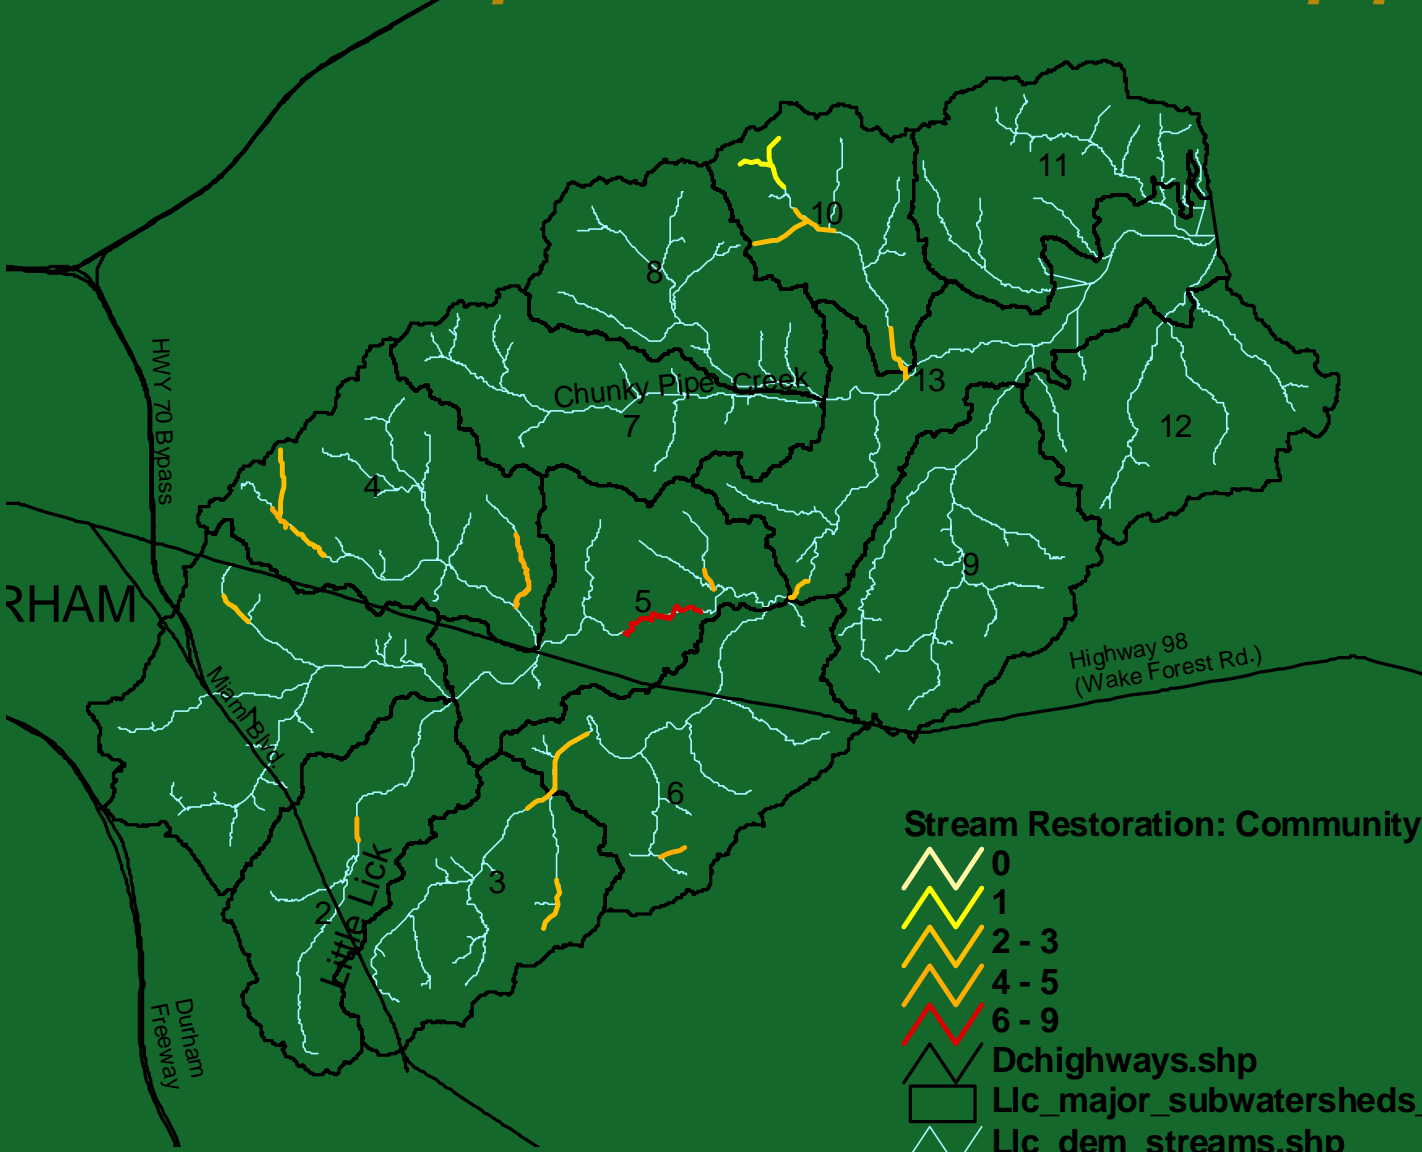 11
10
8
HWY 70 Bypass
13
Chunky Pipe Creek
7
12
4
9
RHAM
5
Highway 98
(Wake Forest Rd.)
Miami Blvd.
1
6
Stream Restoration: Community
0
1
2 - 3
4 - 5
6 - 9
Dchighways.shp
Llc_major_subwatersheds_
Llc_dem_streams.shp
3
2
Little Lick
Durham
Freeway